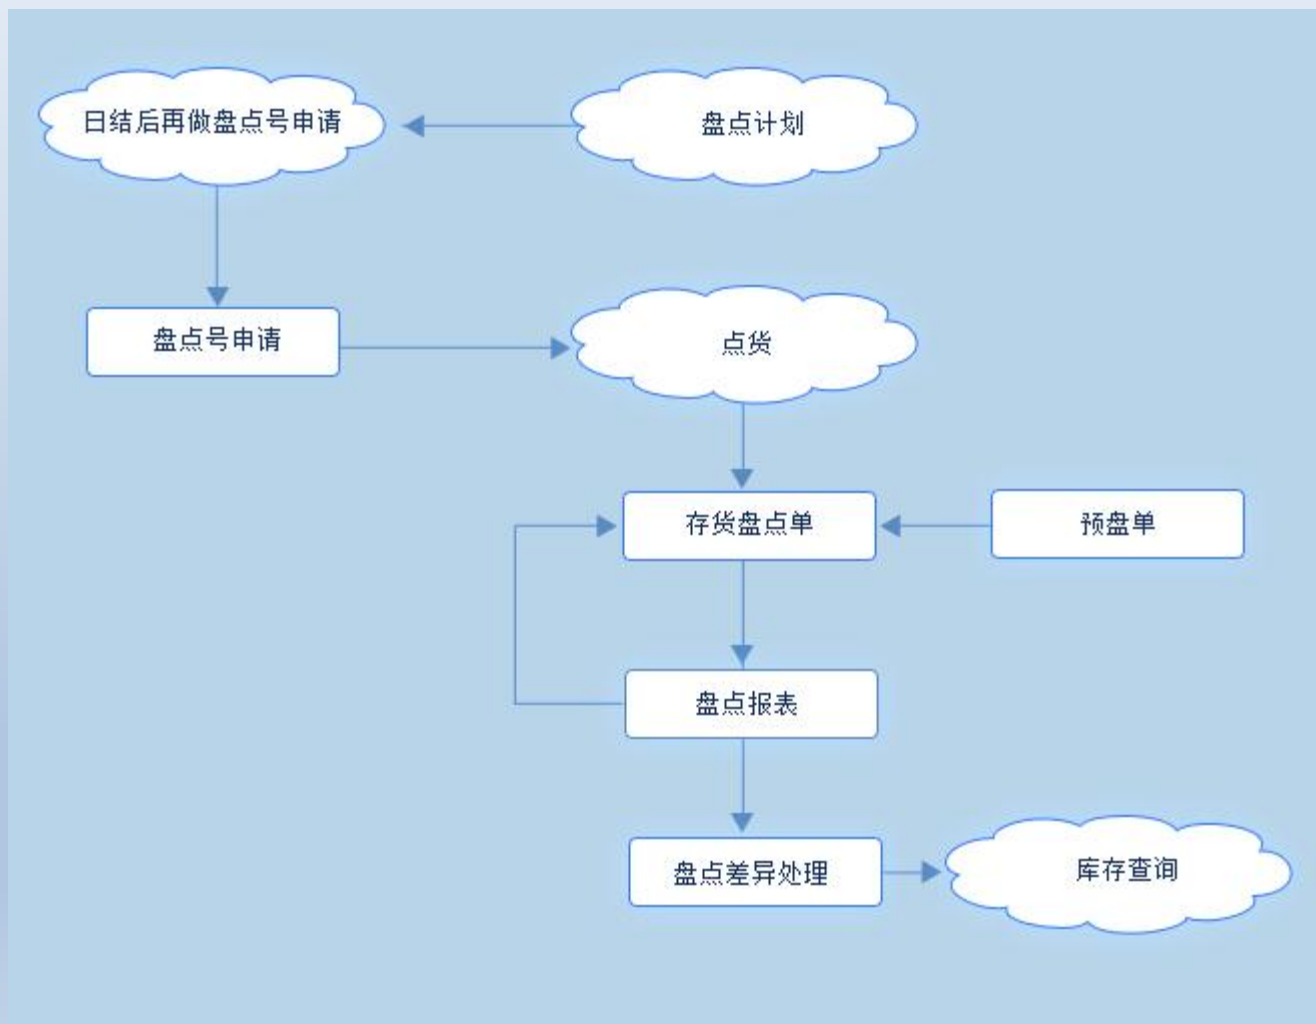 日结后再做盘点号申请
盘点计划
盘点号申请
点货
存货盘点单
预盘单
盘点报表
盘点差异处理
库存查询